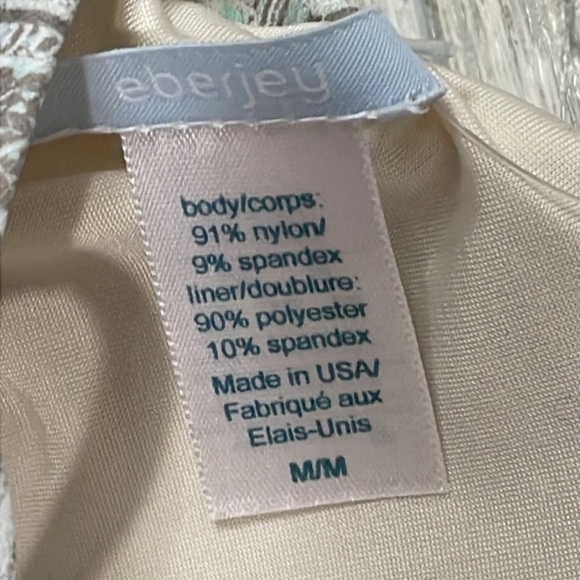 eberjey
body/corps:
91% nylon/
9% spandex
liner/doublure:
90% polyester
10% spandex
Made in USA/
Fabriqué aux
Elais-Unis
M/M